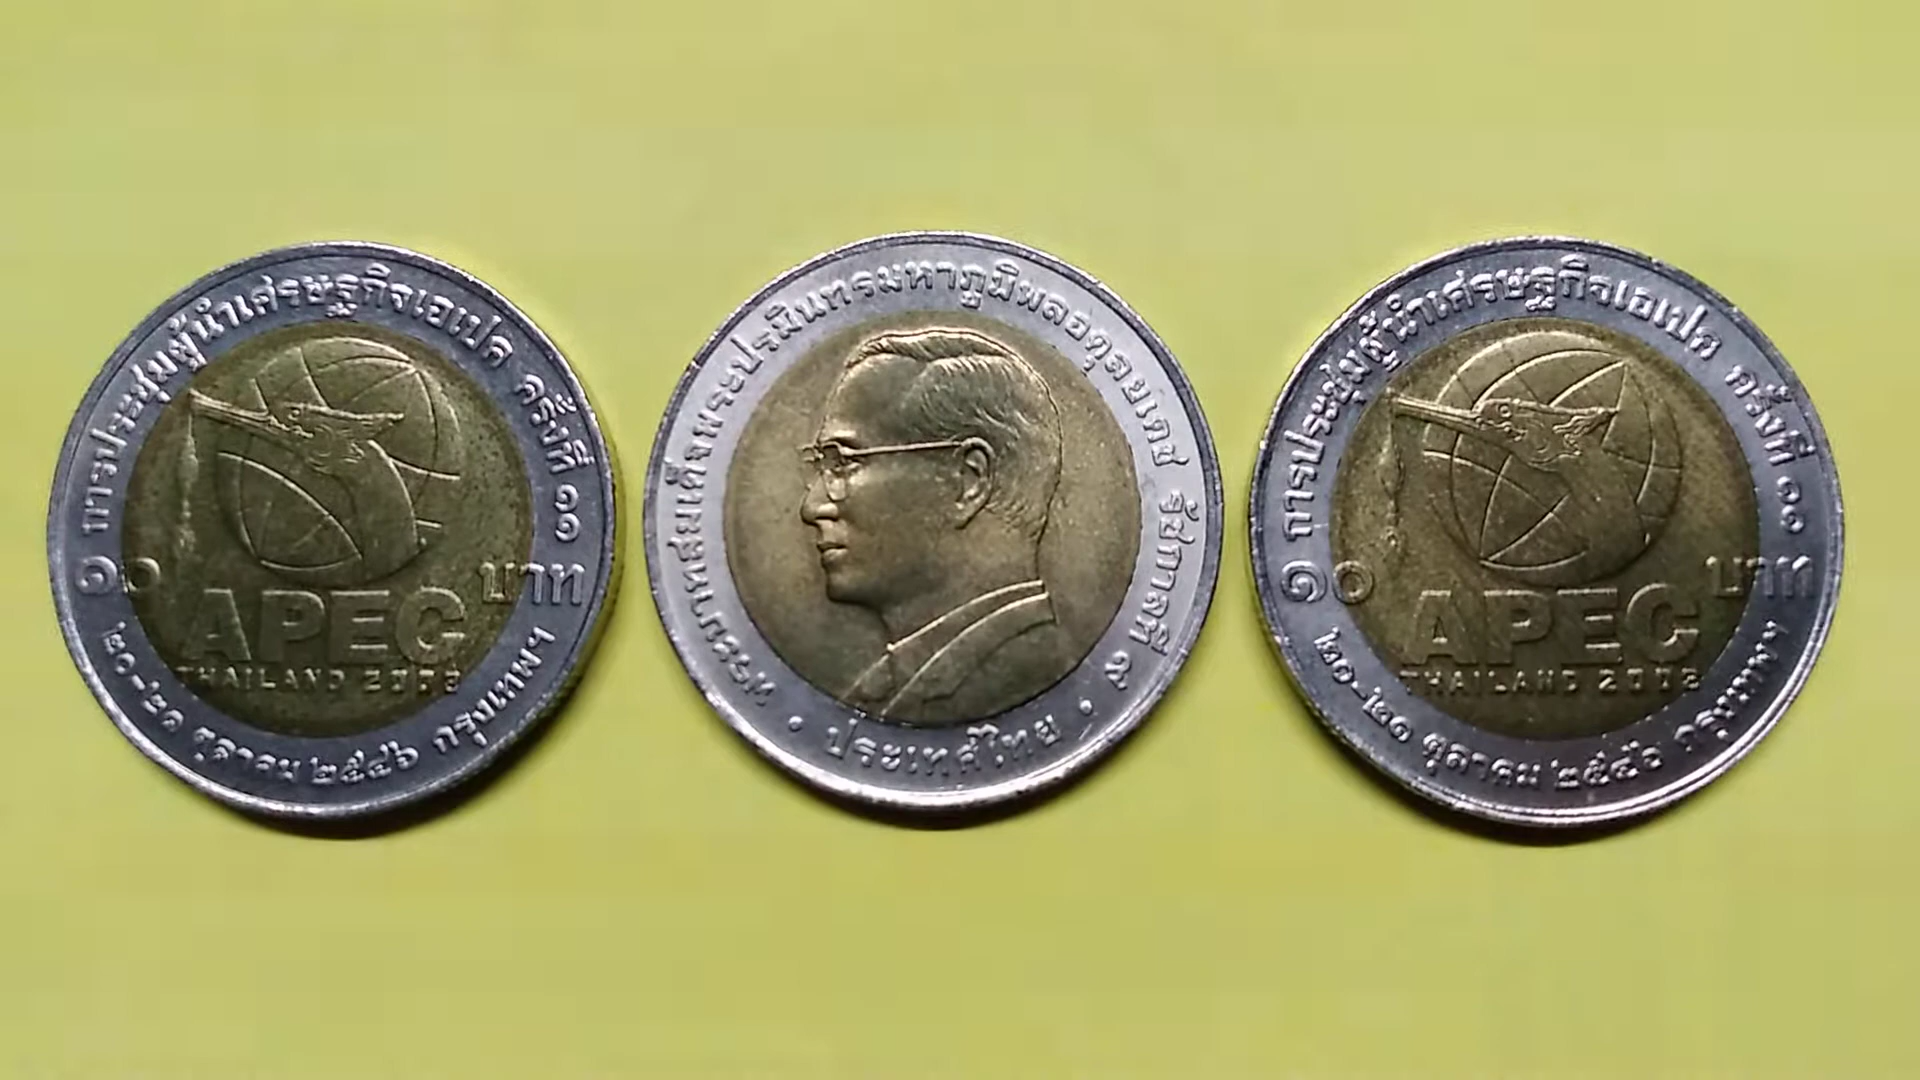 การประชุมผู้นำเศรษฐกิจเอเปค ครั้งที่ ๑๑
๑๐ บาท
APEC
THAILAND 2003
๒๐-๒๑ ตุลาคม ๒๕๔๖ กรุงเทพฯ
พระบาทสมเด็จพระปรมินทรมหาภูมิพลอดุลยเดช รัชกาลที่ ๙
• ประเทศไทย •
การประชุมผู้นำเศรษฐกิจเอเปค ครั้งที่ ๑๑
๑๐ บาท
APEC
THAILAND 2003
๒๐-๒๑ ตุลาคม ๒๕๔๖ กรุงเทพฯ